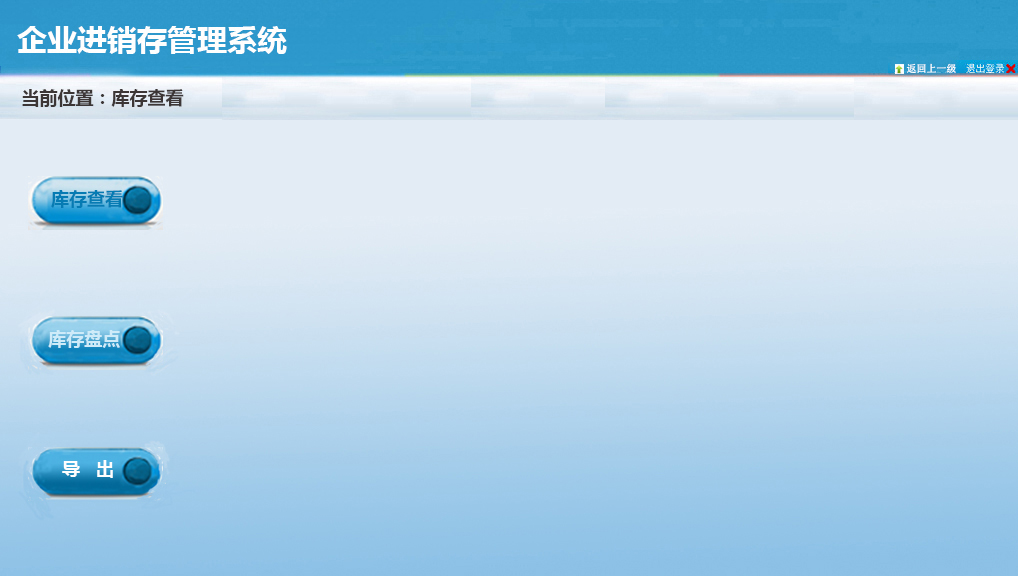 企业进销存管理系统
返回上一级 退出登录
当前位置：库存查看
库存查看
库存盘点
导 出